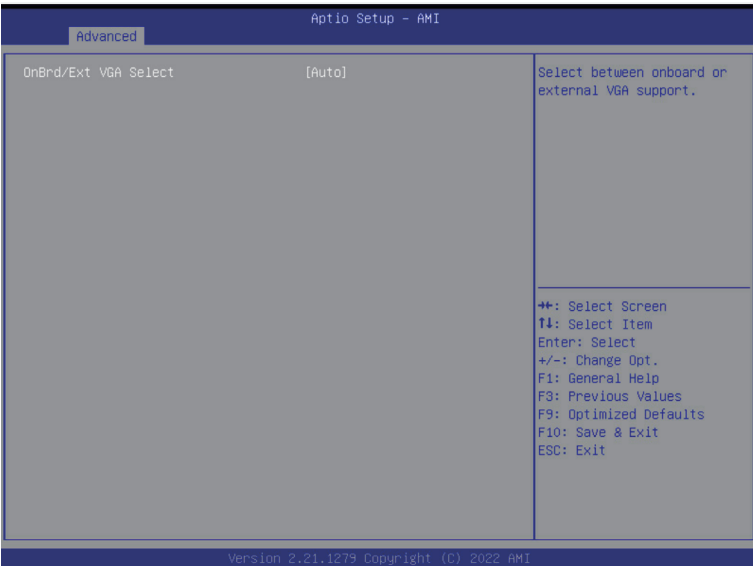 Aptio Setup – AMI
Advanced
OnBrd/Ext VGA Select [Auto]
Select between onboard or
external VGA support.
→←: Select Screen
↑↓: Select Item
Enter: Select
+/-: Change Opt.
F1: General Help
F3: Previous Values
F9: Optimized Defaults
F10: Save & Exit
ESC: Exit
Version 2.21.1279 Copyright (C) 2022 AMI